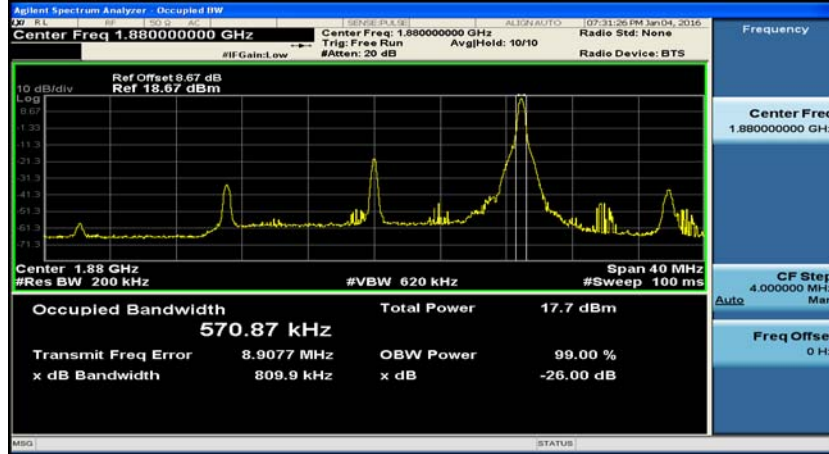 Agilent Spectrum Analyzer - Occupied BW
RL RF 50 Ω AC SENSE:PULSE ALIGN AUTO 07:31:26 PM Jan 04, 2016
Center Freq 1.880000000 GHz Center Freq: 1.880000000 GHz Radio Std: None
Trig: Free Run Avg|Hold: 10/10
#IFGain:Low #Atten: 20 dB Radio Device: BTS
Frequency
Ref Offset 8.67 dB
10 dB/div Ref 18.67 dBm
Log
8.67
-1.33
-11.3
-21.3
-31.3
-41.3
-51.3
-61.3
-71.3
Center 1.88 GHz Span 40 MHz
#Res BW 200 kHz #VBW 620 kHz #Sweep 100 ms
Occupied Bandwidth Total Power 17.7 dBm
570.87 kHz
Transmit Freq Error 8.9077 MHz OBW Power 99.00 %
x dB Bandwidth 809.9 kHz x dB -26.00 dB
Center Freq
1.880000000 GH
CF Step
4.000000 MH
Auto Man
Freq Offse
0 H
MSG STATUS